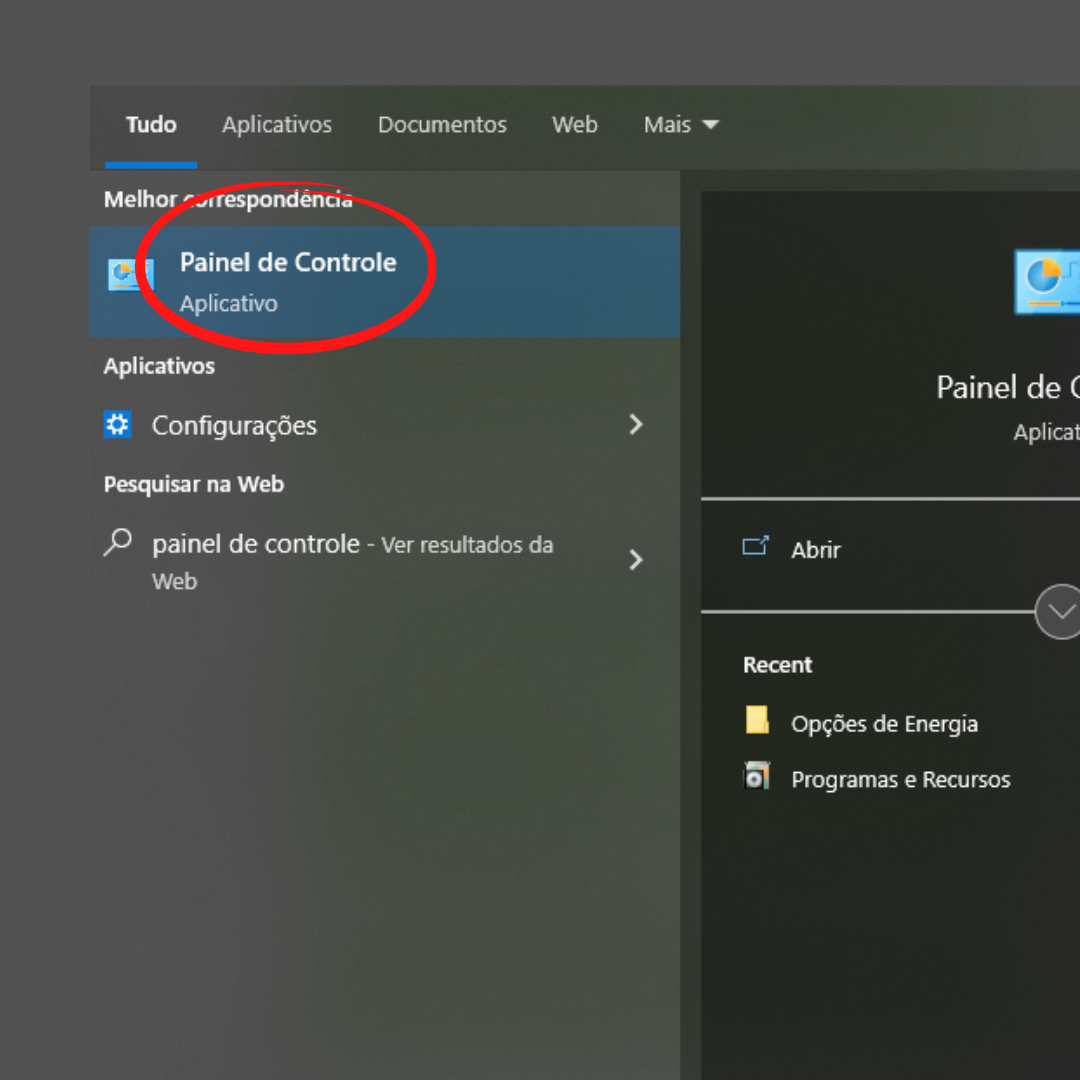 Tudo Aplicativos Documentos Web Mais
Melhor correspondência
Painel de Controle
Aplicativo
Aplicativos
Configurações
Pesquisar na Web
painel de controle - Ver resultados da
Web
Painel de C
Aplicat
Abrir
Recent
Opções de Energia
Programas e Recursos